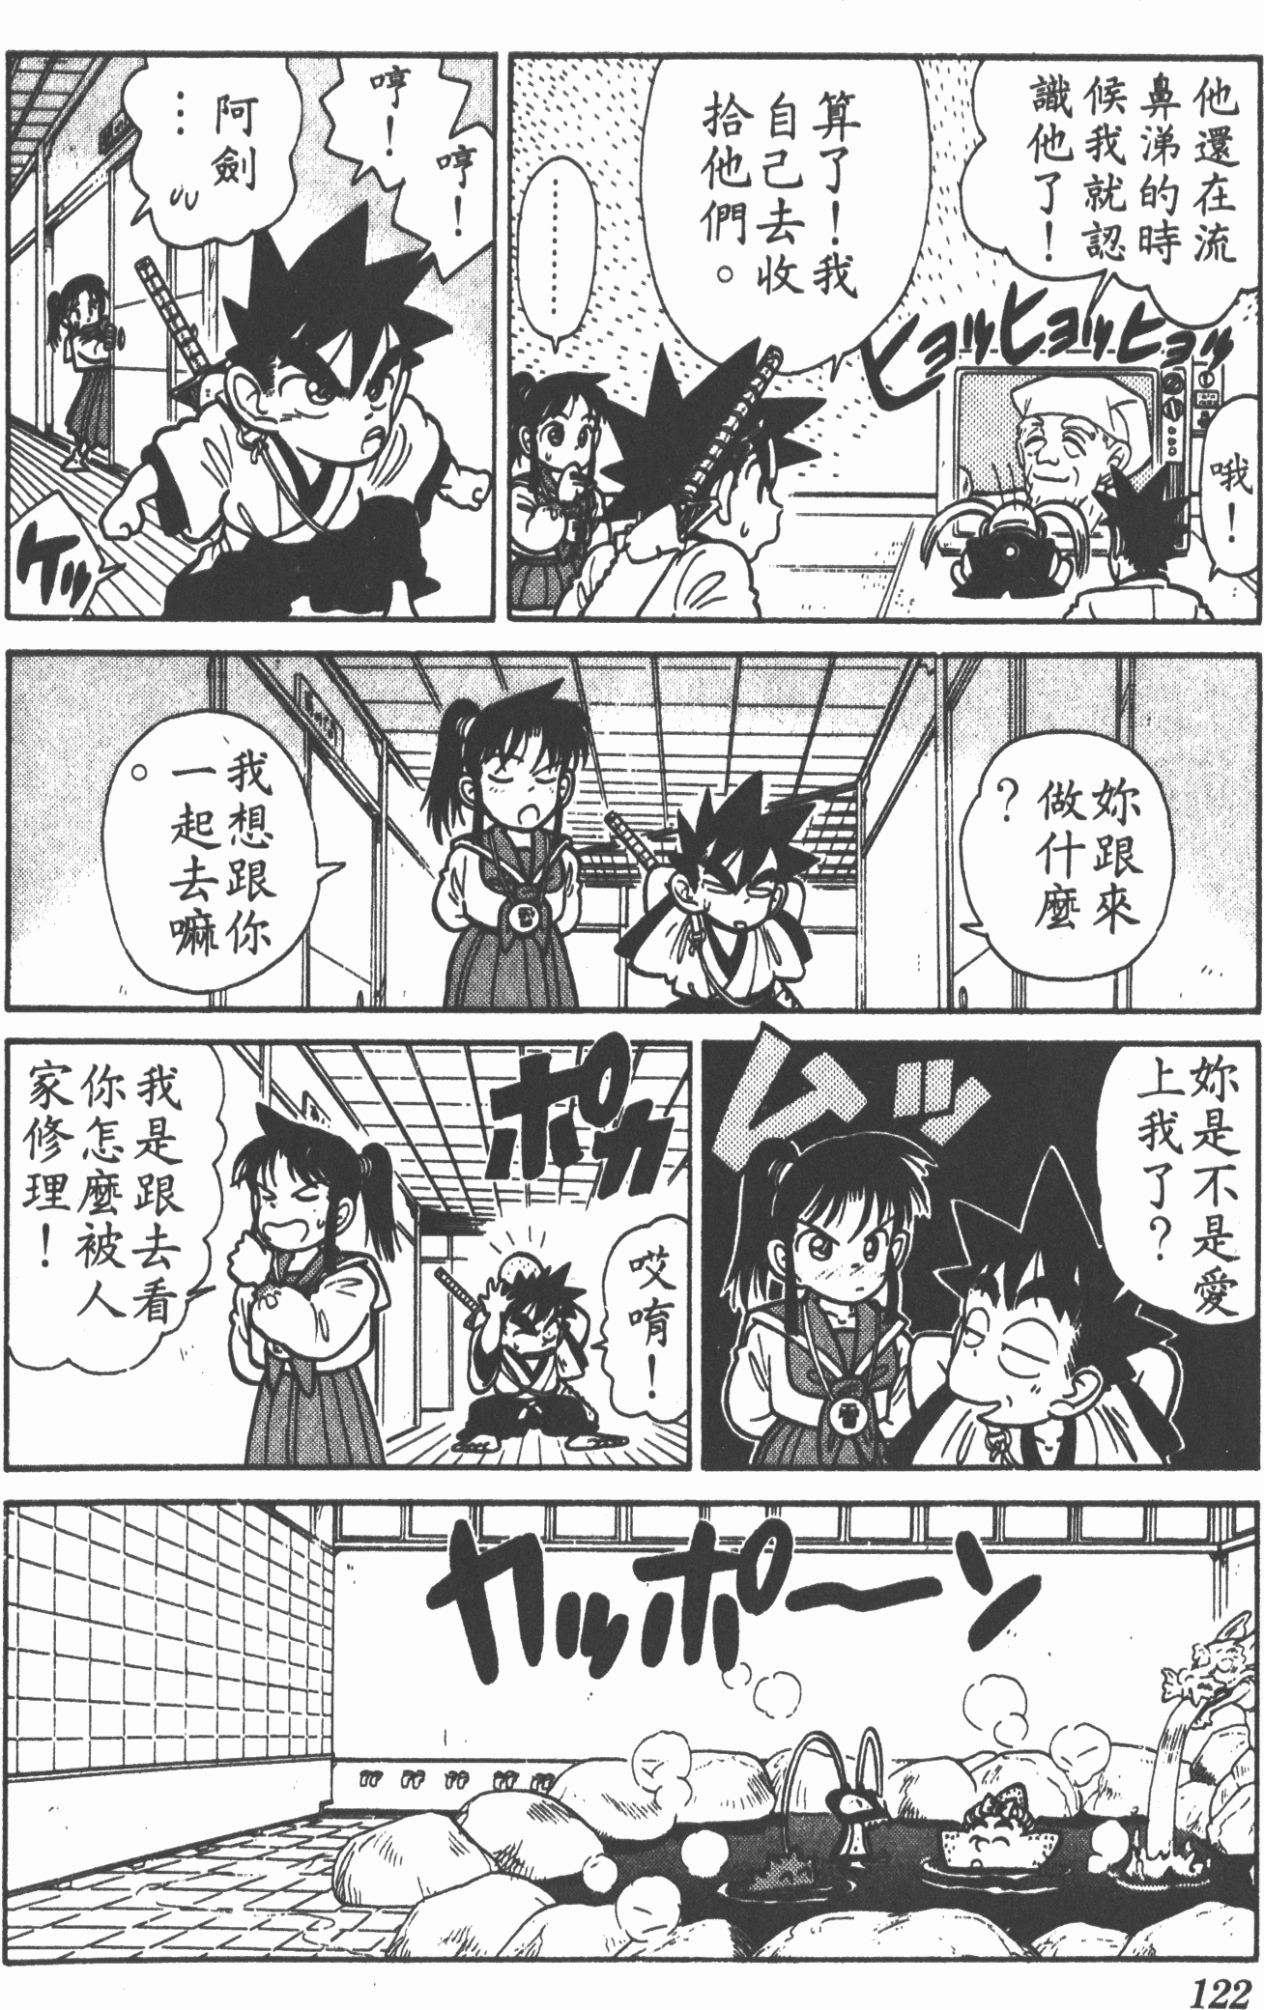 他還在流
鼻涕的時
候我就認
識他了！
哦！
ヒョッヒョッヒョッ
算了！我
自己去收
拾他們。
………
哼！
哼！
阿劍
…
ケッ
妳跟來
做什麼
？
我想跟你
一起去嘛
。
妳是不是愛
上我了？
ムッ
雷
ポカ
哎唷！
我是跟去看
你怎麼被人
家修理！
カッポーン
122